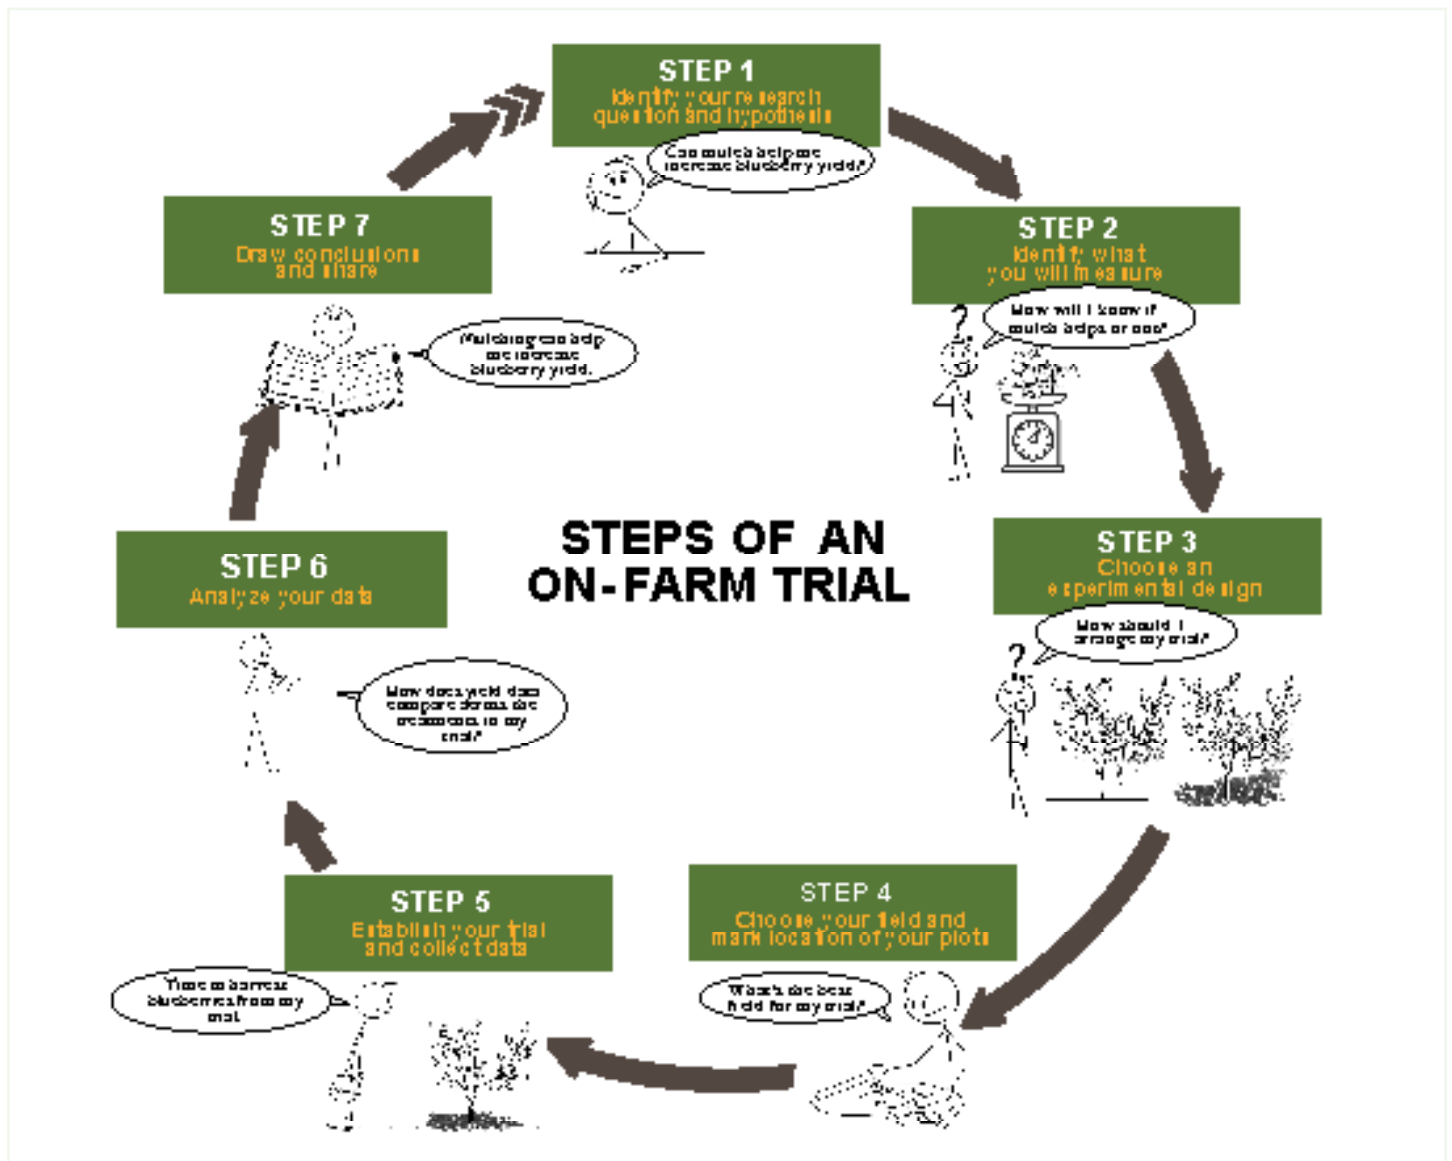 STEP 1
Identify your research
question and hypothesis
Can mulch help me
increase blueberry yield?
STEP 2
Identify what
you will measure
How will I know if
mulch helps or not?
?
STEP 3
Choose an
experimental design
How should I
arrange my trial?
?
STEP 4
Choose your field and
mark location of your plots
What's the best
field for my trial?
STEP 5
Establish your trial
and collect data
Time to harvest
blueberries from my
trial.
STEP 6
Analyze your data
How does yield data
compare across the
treatments in my
trial?
STEP 7
Draw conclusions
and share
Mulching can help
me increase
blueberry yield.
STEPS OF AN
ON-FARM TRIAL